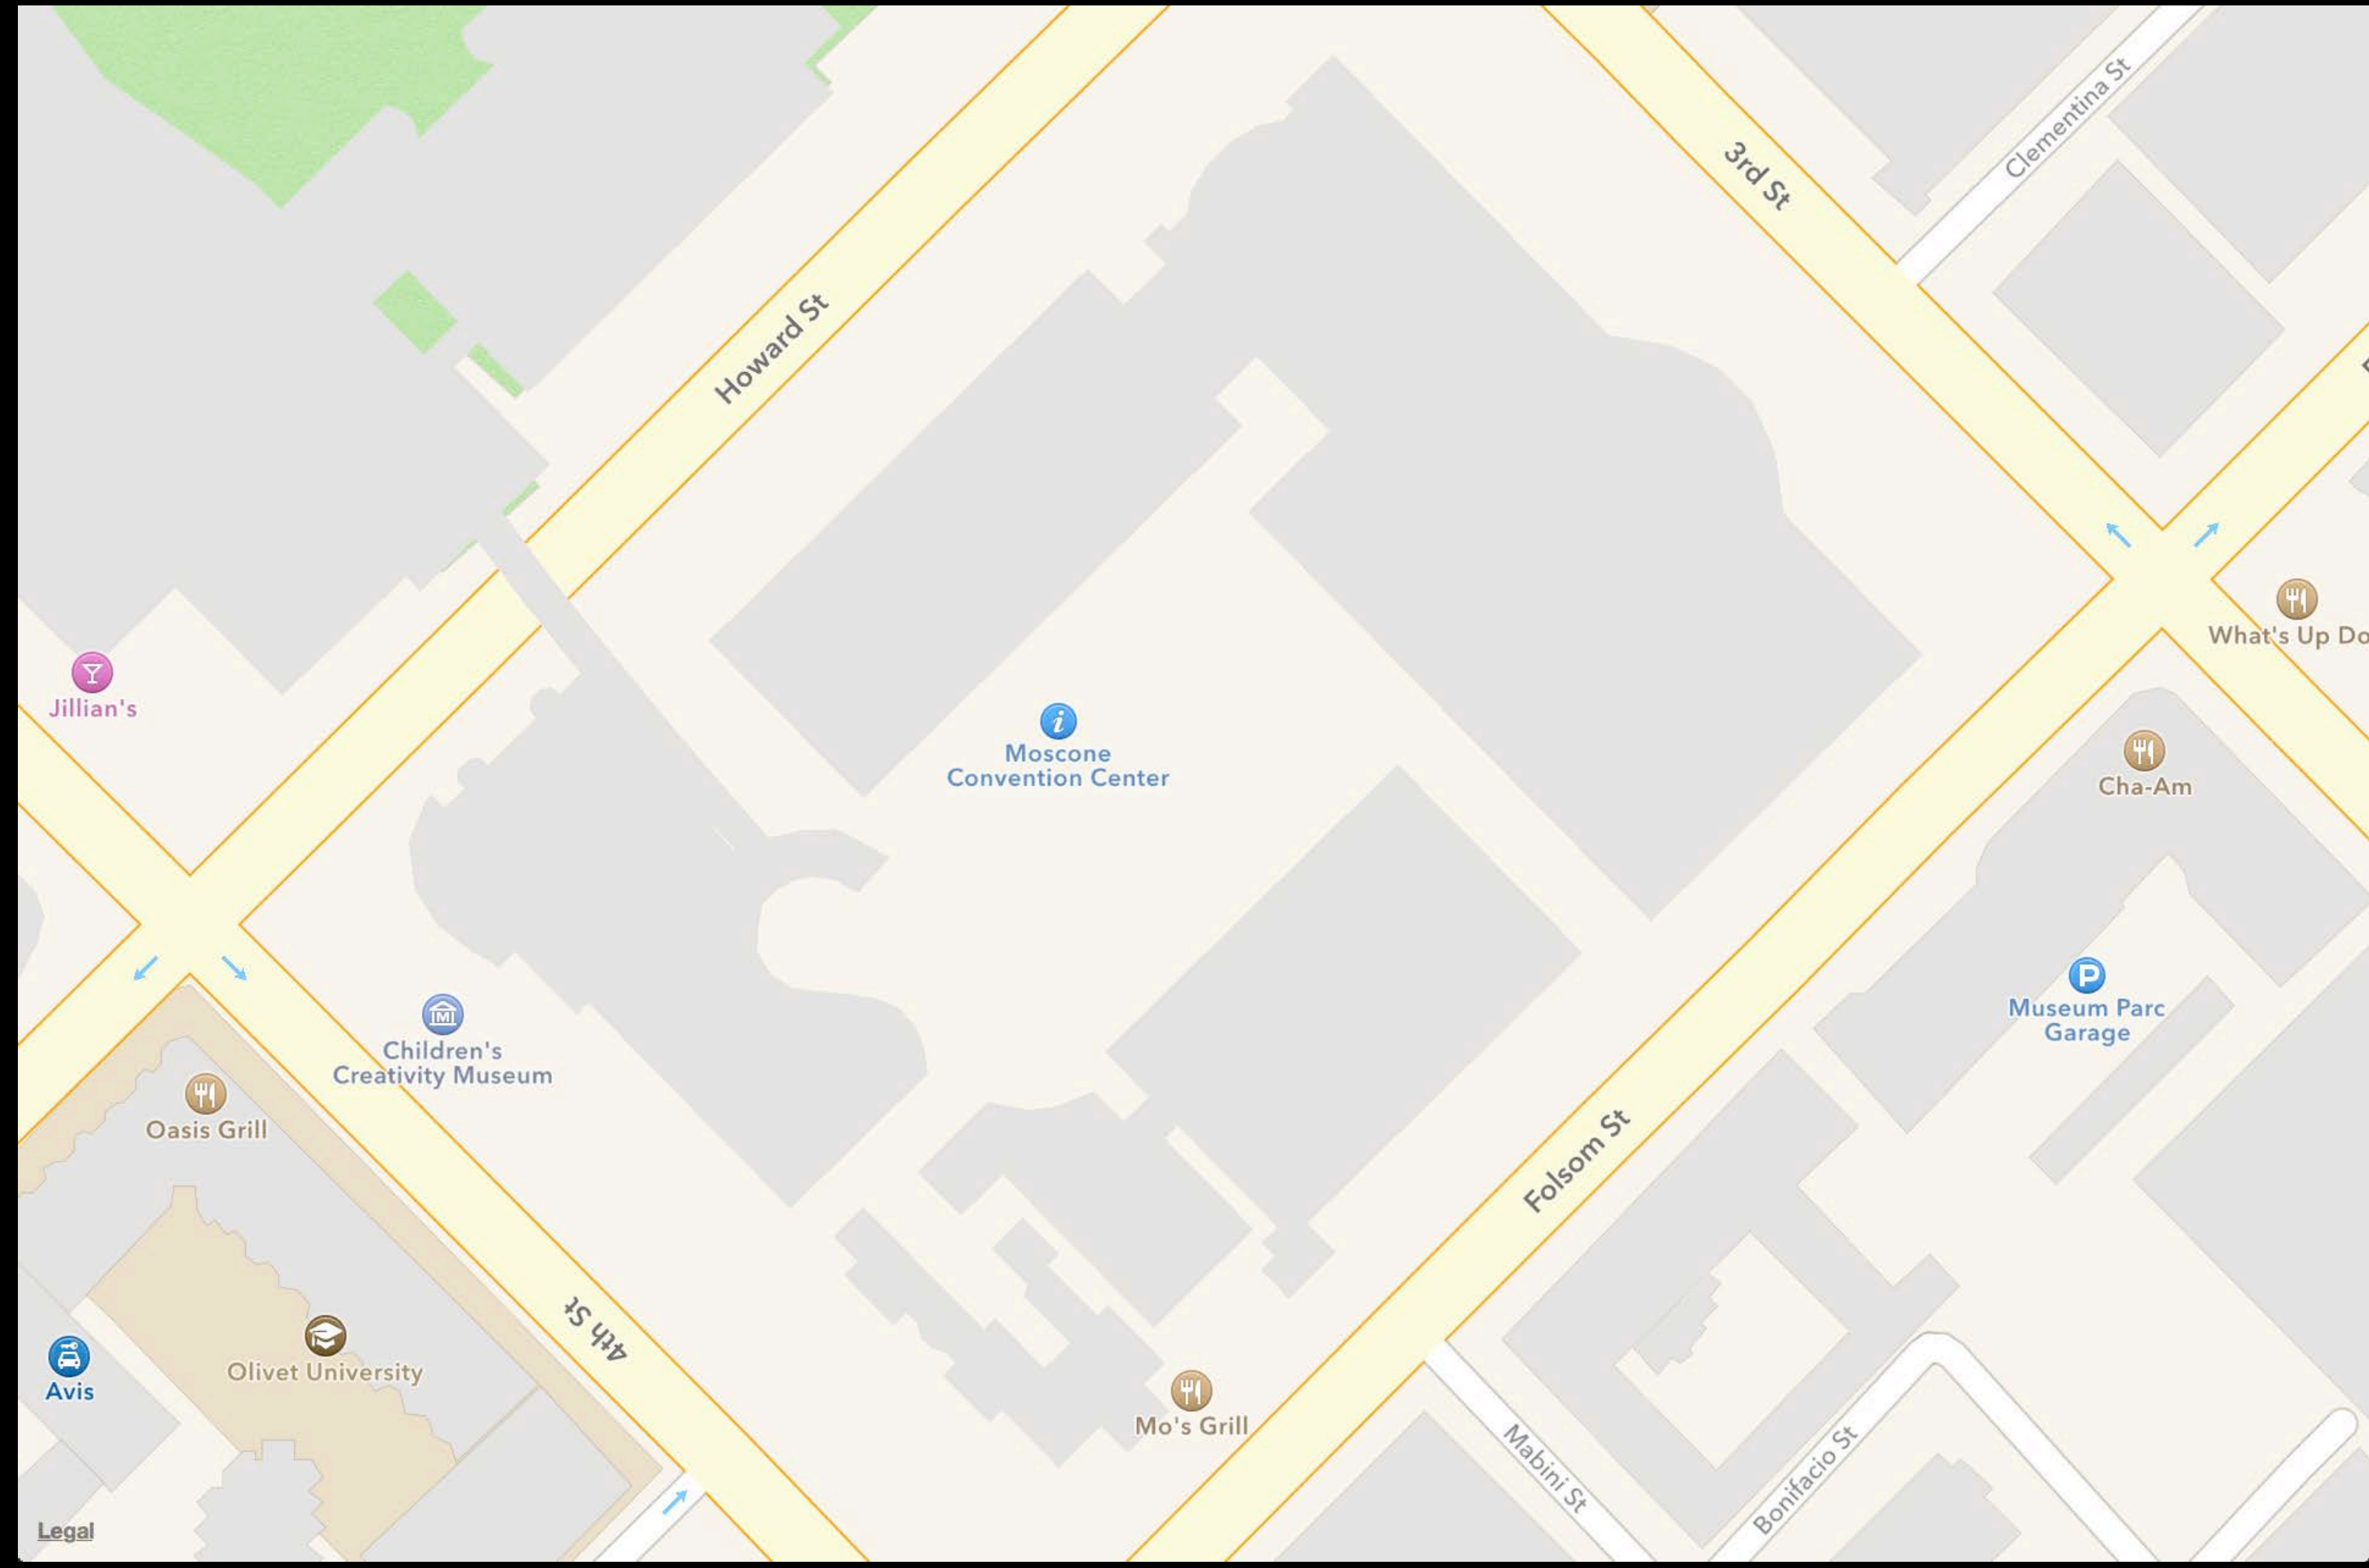 Clementina St
3rd St
Howard St
What's Up Do
Jillian's
Moscone
Convention Center
Cha-Am
Museum Parc
Garage
Children's
Creativity Museum
Oasis Grill
Folsom St
4th St
Olivet University
Avis
Mo's Grill
Mabini St
Bonifacio St
Legal